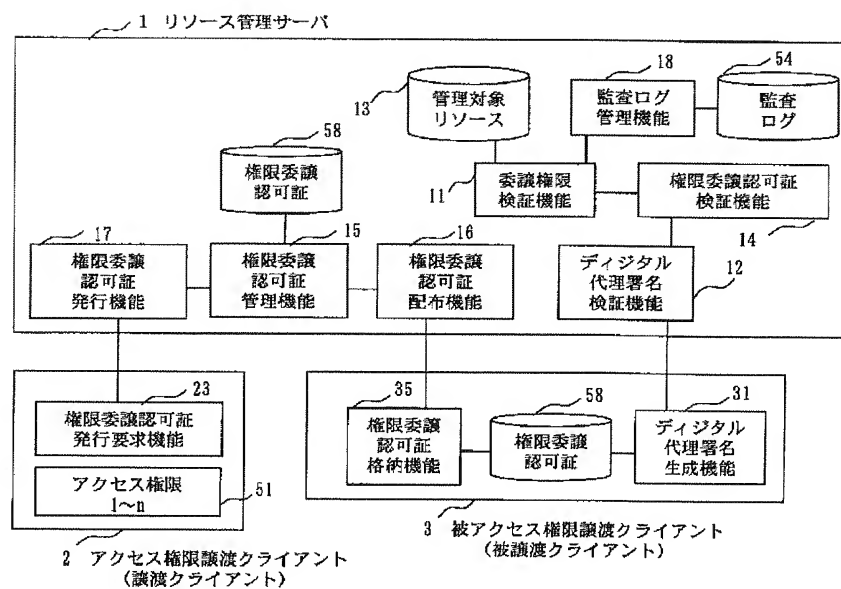 1 リソース管理サーバ
13
管理対象
リソース
18
監査ログ
管理機能
54
監査
ログ
58
権限委譲
認可証
11
委譲権限
検証機能
権限委譲認可証
検証機能
14
17
権限委譲
認可証
発行機能
15
権限委譲
認可証
管理機能
16
権限委譲
認可証
配布機能
ディジタル
代理署名
検証機能
12
23
権限委譲認可証
発行要求機能
アクセス権限
1~n
51
2 アクセス権限譲渡クライアント
(譲渡クライアント)
35
権限委譲
認可証
格納機能
58
権限委譲
認可証
31
ディジタル
代理署名
生成機能
3 被アクセス権限譲渡クライアント
(被譲渡クライアント)